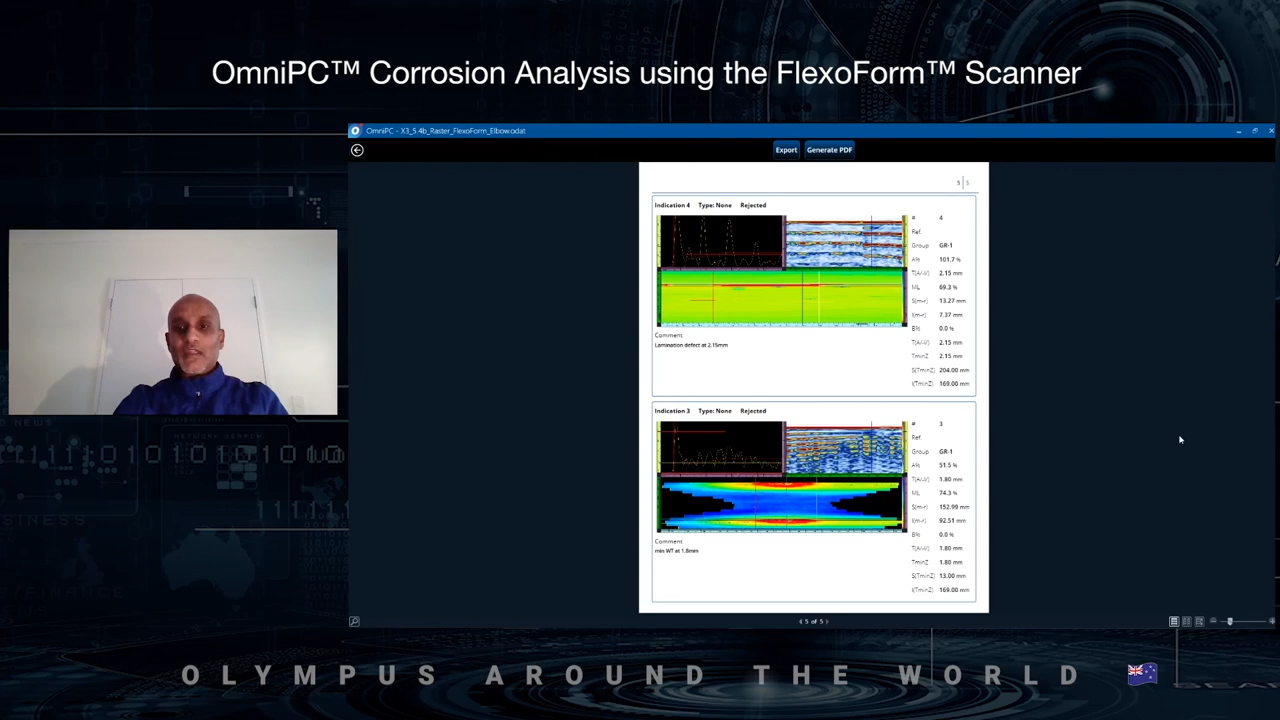 OmniPC™ Corrosion Analysis using the FlexoForm™ Scanner
OmniPC - X3_5.4b_Raster_FlexoForm_Elbow.odat
Export
Generate PDF
5 | 5
Indication 4 Type: None Rejected
# 4
Ref.
Group GR-1
A% 101.7 %
T(A/-I/) 2.15 mm
ML 69.3 %
S(m-r) 13.27 mm
I(m-r) 7.37 mm
B% 0.0 %
T(A/-I/) 2.15 mm
TminZ 2.15 mm
S(TminZ) 204.00 mm
I(TminZ) 169.00 mm
Comment
Lamination defect at 2.15mm
Indication 3 Type: None Rejected
# 3
Ref.
Group GR-1
A% 51.5 %
T(A/-I/) 1.80 mm
ML 74.3 %
S(m-r) 152.99 mm
I(m-r) 92.51 mm
B% 0.0 %
T(A/-I/) 1.80 mm
TminZ 1.80 mm
S(TminZ) 13.00 mm
I(TminZ) 169.00 mm
Comment
min WT at 1.8mm
5 of 5
OLYMPUS AROUND THE WORLD